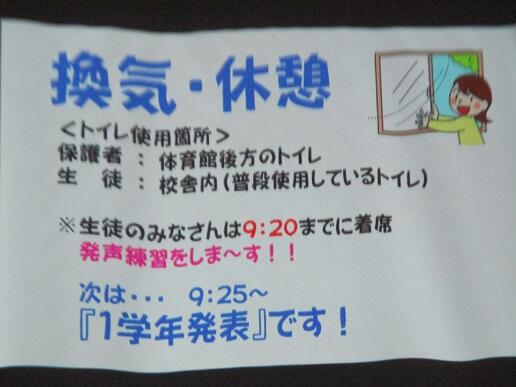 換気・休憩
＜トイレ使用箇所＞
保護者 ： 体育館後方のトイレ
生　徒 ： 校舎内（普段使用しているトイレ）
※生徒のみなさんは9:20までに着席
発声練習をしま～す！！
次は・・・ 9:25～
『1学年発表』です！